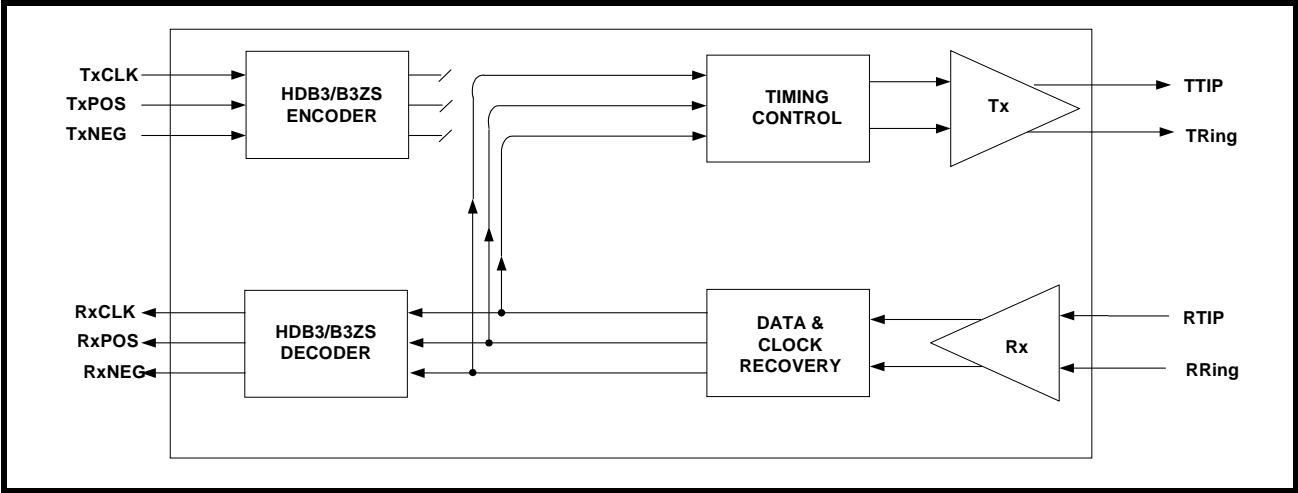 TxCLK
TxPOS
TxNEG
HDB3/B3ZS
ENCODER
TIMING
CONTROL
Tx
TTIP
TRing
RxCLK
RxPOS
RxNEG
HDB3/B3ZS
DECODER
DATA &
CLOCK
RECOVERY
Rx
RTIP
RRing